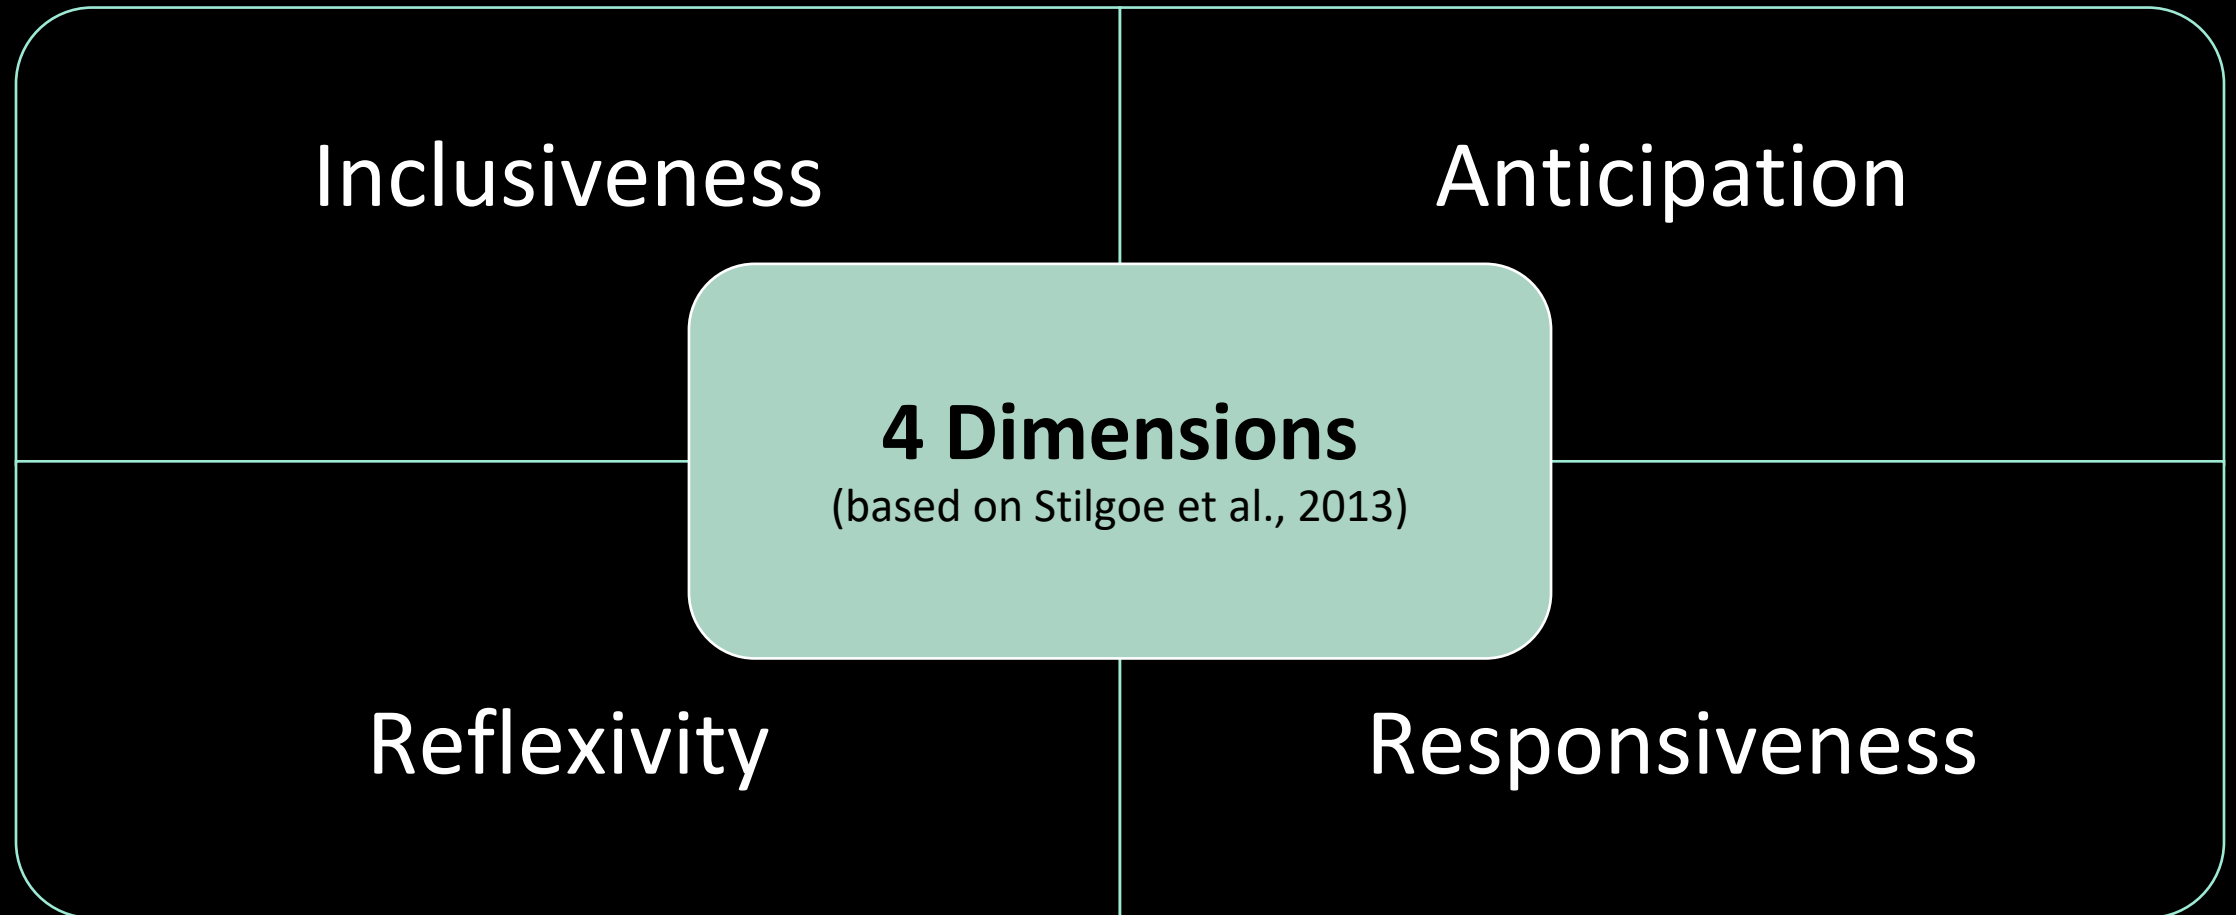 Inclusiveness
Anticipation
4 Dimensions
(based on Stilgoe et al., 2013)
Reflexivity
Responsiveness